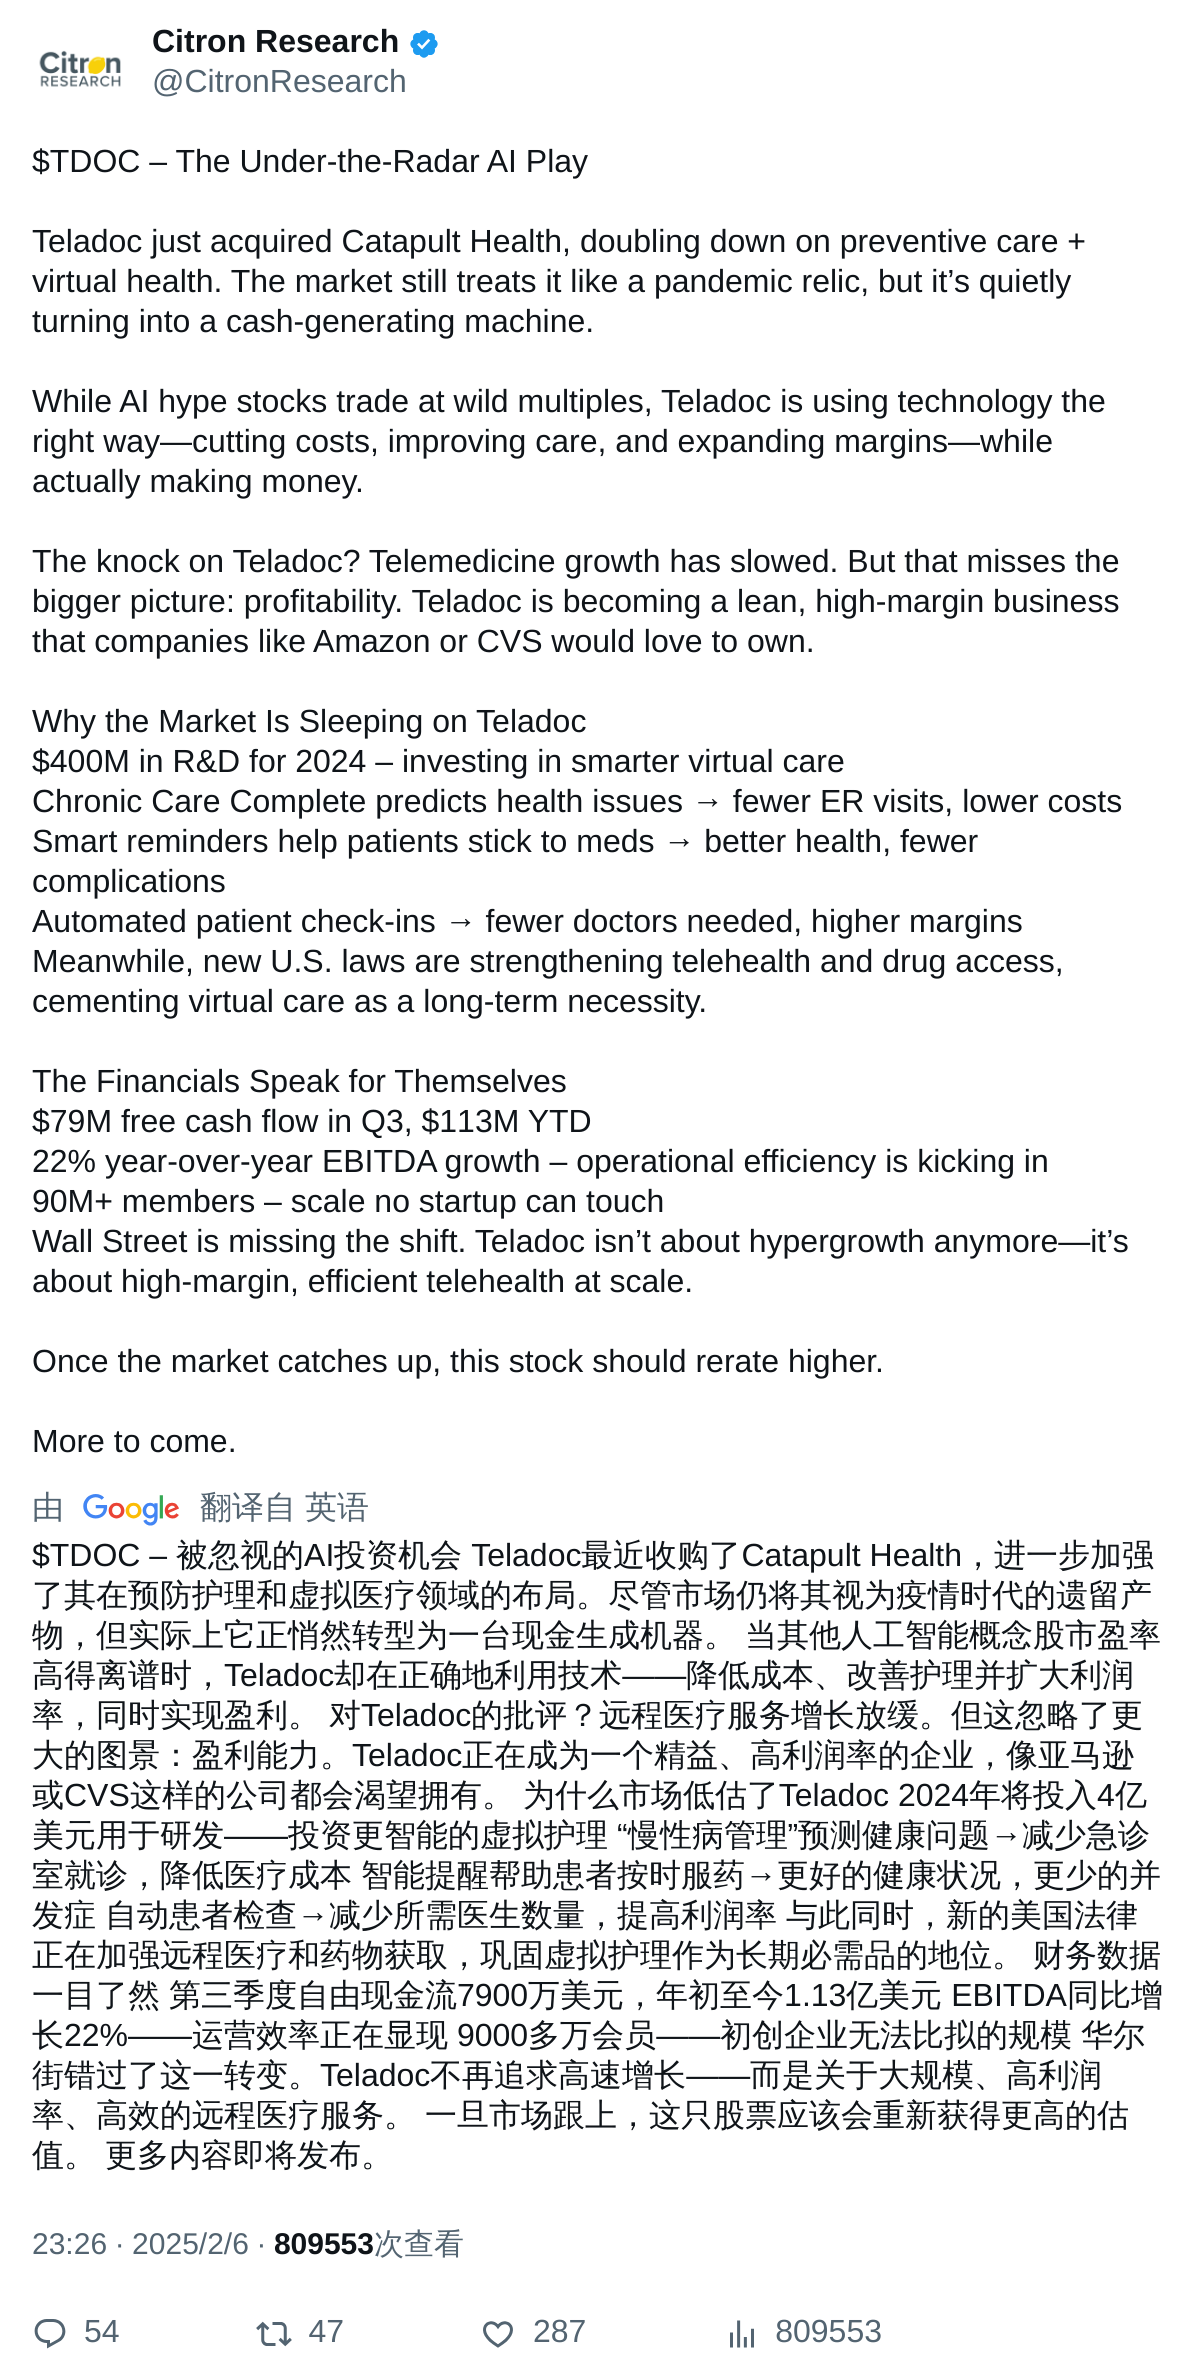 Citron
RESEARCH
Citron Research
@CitronResearch
$TDOC – The Under-the-Radar AI Play
Teladoc just acquired Catapult Health, doubling down on preventive care +
virtual health. The market still treats it like a pandemic relic, but it’s quietly
turning into a cash-generating machine.
While AI hype stocks trade at wild multiples, Teladoc is using technology the
right way—cutting costs, improving care, and expanding margins—while
actually making money.
The knock on Teladoc? Telemedicine growth has slowed. But that misses the
bigger picture: profitability. Teladoc is becoming a lean, high-margin business
that companies like Amazon or CVS would love to own.
Why the Market Is Sleeping on Teladoc
$400M in R&D for 2024 – investing in smarter virtual care
Chronic Care Complete predicts health issues → fewer ER visits, lower costs
Smart reminders help patients stick to meds → better health, fewer
complications
Automated patient check-ins → fewer doctors needed, higher margins
Meanwhile, new U.S. laws are strengthening telehealth and drug access,
cementing virtual care as a long-term necessity.
The Financials Speak for Themselves
$79M free cash flow in Q3, $113M YTD
22% year-over-year EBITDA growth – operational efficiency is kicking in
90M+ members – scale no startup can touch
Wall Street is missing the shift. Teladoc isn’t about hypergrowth anymore—it’s
about high-margin, efficient telehealth at scale.
Once the market catches up, this stock should rerate higher.
More to come.
由 Google 翻译自 英语
$TDOC – 被忽视的AI投资机会 Teladoc最近收购了Catapult Health，进一步加强
了其在预防护理和虚拟医疗领域的布局。尽管市场仍将其视为疫情时代的遗留产
物，但实际上它正悄然转型为一台现金生成机器。 当其他人工智能概念股市盈率
高得离谱时，Teladoc却在正确地利用技术——降低成本、改善护理并扩大利润
率，同时实现盈利。 对Teladoc的批评？远程医疗服务增长放缓。但这忽略了更
大的图景：盈利能力。Teladoc正在成为一个精益、高利润率的企业，像亚马逊
或CVS这样的公司都会渴望拥有。 为什么市场低估了Teladoc 2024年将投入4亿
美元用于研发——投资更智能的虚拟护理 “慢性病管理”预测健康问题→减少急诊
室就诊，降低医疗成本 智能提醒帮助患者按时服药→更好的健康状况，更少的并
发症 自动患者检查→减少所需医生数量，提高利润率 与此同时，新的美国法律
正在加强远程医疗和药物获取，巩固虚拟护理作为长期必需品的地位。 财务数据
一目了然 第三季度自由现金流7900万美元，年初至今1.13亿美元 EBITDA同比增
长22%——运营效率正在显现 9000多万会员——初创企业无法比拟的规模 华尔
街错过了这一转变。Teladoc不再追求高速增长——而是关于大规模、高利润
率、高效的远程医疗服务。 一旦市场跟上，这只股票应该会重新获得更高的估
值。 更多内容即将发布。
23:26 · 2025/2/6 · 809553次查看
54 47 287 809553